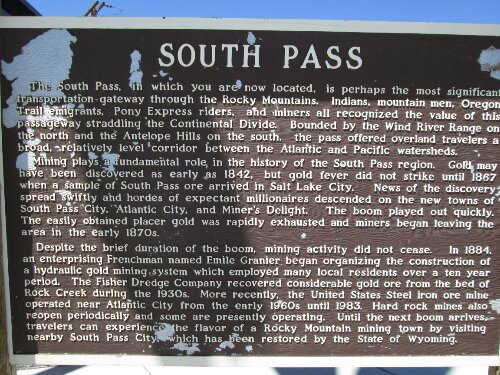 SOUTH PASS
The South Pass, in which you are now located, is perhaps the most significant
transportation gateway through the Rocky Mountains. Indians, mountain men, Oregon
Trail emigrants, Pony Express riders, and miners all recognized the value of this
passageway straddling the Continental Divide. Bounded by the Wind River Range on
the north and the Antelope Hills on the south, the pass offered overland travelers a
broad, relatively level corridor between the Atlantic and Pacific watersheds.
Mining plays a fundamental role in the history of the South Pass region. Gold may
have been discovered as early as 1842, but gold fever did not strike until 1867
when a sample of South Pass ore arrived in Salt Lake City. News of the discovery
spread swiftly and hordes of expectant millionaires descended on the new towns of
South Pass City, Atlantic City, and Miner's Delight. The boom played out quickly.
The easily obtained placer gold was rapidly exhausted and miners began leaving the
area in the early 1870s.
Despite the brief duration of the boom, mining activity did not cease. In 1884,
an enterprising Frenchman named Emile Granier began organizing the construction of
a hydraulic gold mining system which employed many local residents over a ten year
period. The Fisher Dredge Company recovered considerable gold ore from the bed of
Rock Creek during the 1930s. More recently, the United States Steel iron ore mine
operated near Atlantic City from the early 1960s until 1983. Hard rock mines also
reopen periodically and some are presently operating. Until the next boom arrives,
travelers can experience the flavor of a Rocky Mountain mining town by visiting
nearby South Pass City which has been restored by the State of Wyoming.